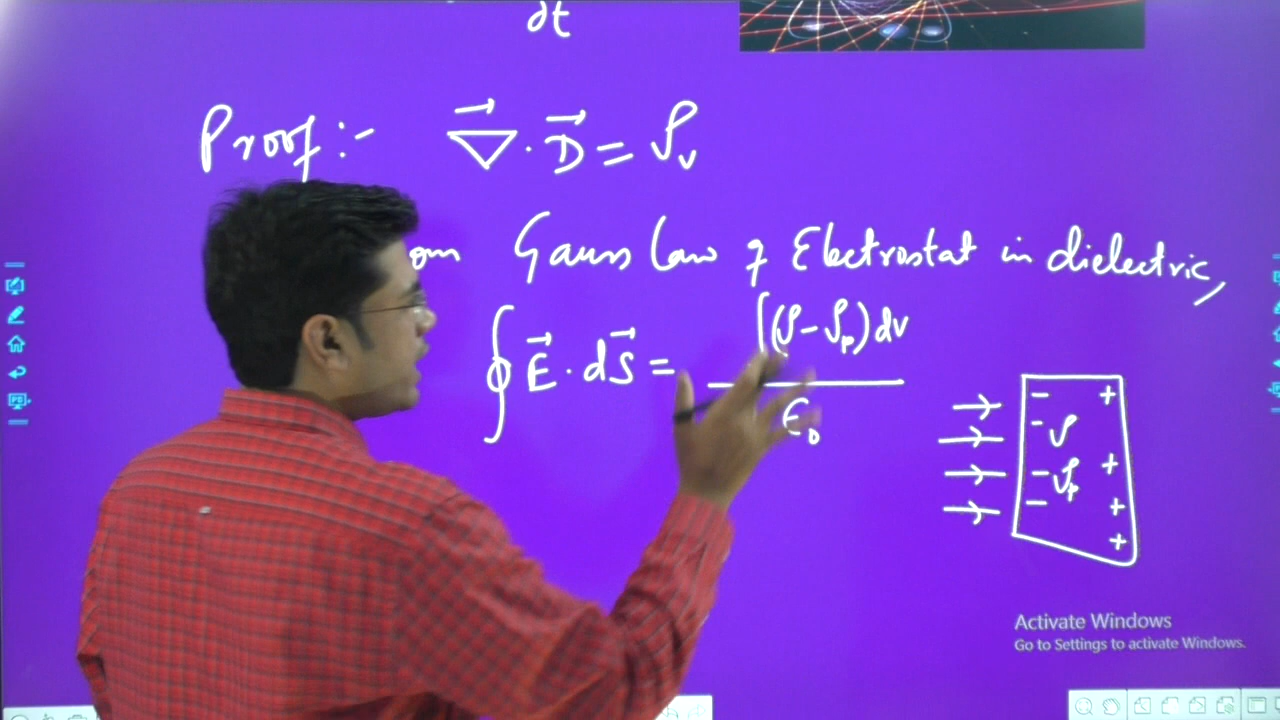 ∂t
Proof:- ∇⃗ · D⃗ = ρv
om Gauss law of Electrostat in dielectric,
∮ E⃗ · dS⃗ = ∫(ρ - ρp) dv
ε0
- +
- ρ
- ρp +
- +
+
Activate Windows
Go to Settings to activate Windows.